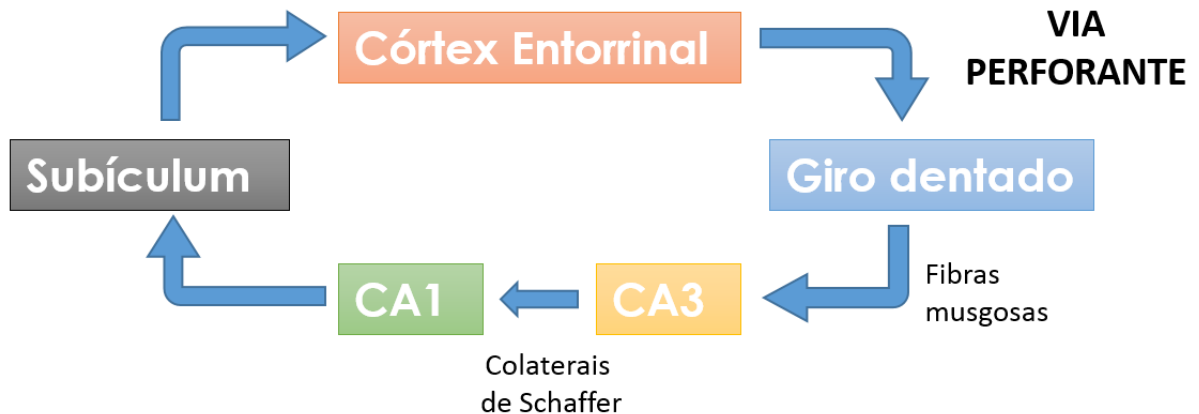 Córtex Entorrinal
VIA
PERFORANTE
Subículum
Giro dentado
Fibras
musgosas
CA1
CA3
Colaterais
de Schaffer